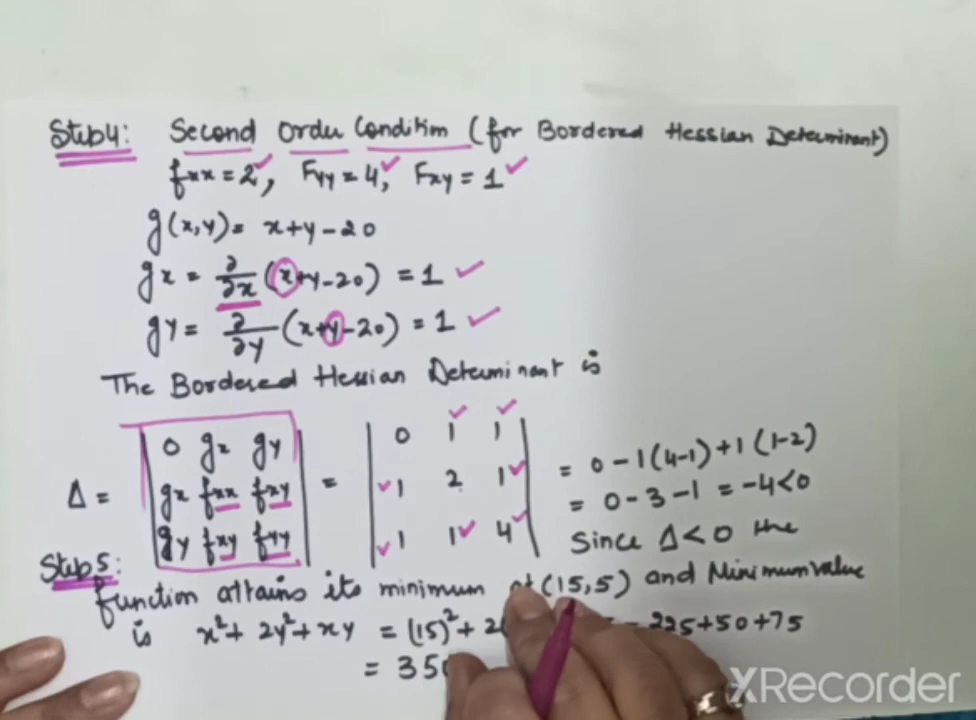 Step4: Second Order Condition (for Bordered Hessian Determinant)
fxx = 2, Fyy = 4, Fxy = 1
g(x,y) = x+y-20
gx = ∂/∂x (x+y-20) = 1
gy = ∂/∂y (x+y-20) = 1
The Bordered Hessian Determinant is
Δ = | 0 gx gy | = | 0 1 1 | = 0-1(4-1)+1(1-2)
| gx fxx fxy | | 1 2 1 | = 0-3-1 = -4<0
| gy fxy fyy | | 1 1 4 | Since Δ<0 the
Step5: function attains its minimum at (15,5) and Minimum value
is x²+2y²+xy = (15)²+2 = 225+50+75
= 350
XRecorder